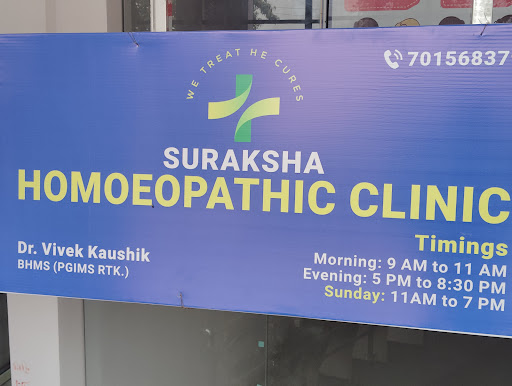 WE TREAT HE CURES
7015683
SURAKSHA
HOMOEOPATHIC CLINIC
Timings
Dr. Vivek Kaushik
BHMS (PGIMS RTK.)
Morning: 9 AM to 11 AM
Evening: 5 PM to 8:30 PM
Sunday: 11AM to 7 PM